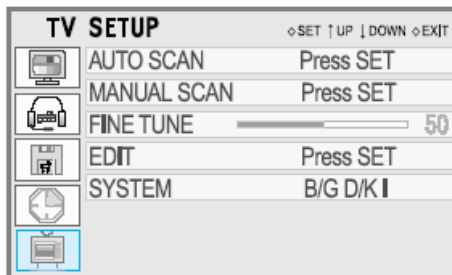 TV SETUP ◇SET ↑UP ↓DOWN ◇EXIT
AUTO SCAN Press SET
MANUAL SCAN Press SET
FINE TUNE 50
EDIT Press SET
SYSTEM B/G D/K I